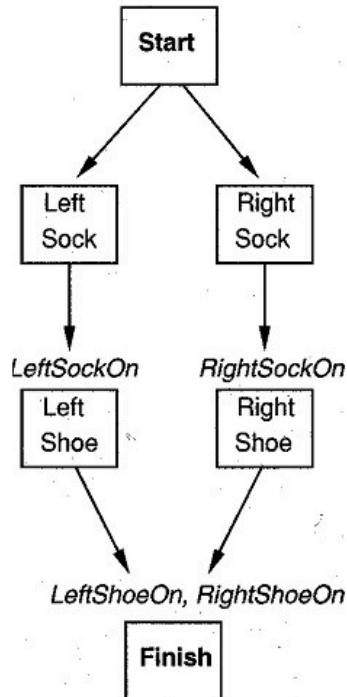 Start
Left
Sock
Right
Sock
LeftSockOn
RightSockOn
Left
Shoe
Right
Shoe
LeftShoeOn, RightShoeOn
Finish